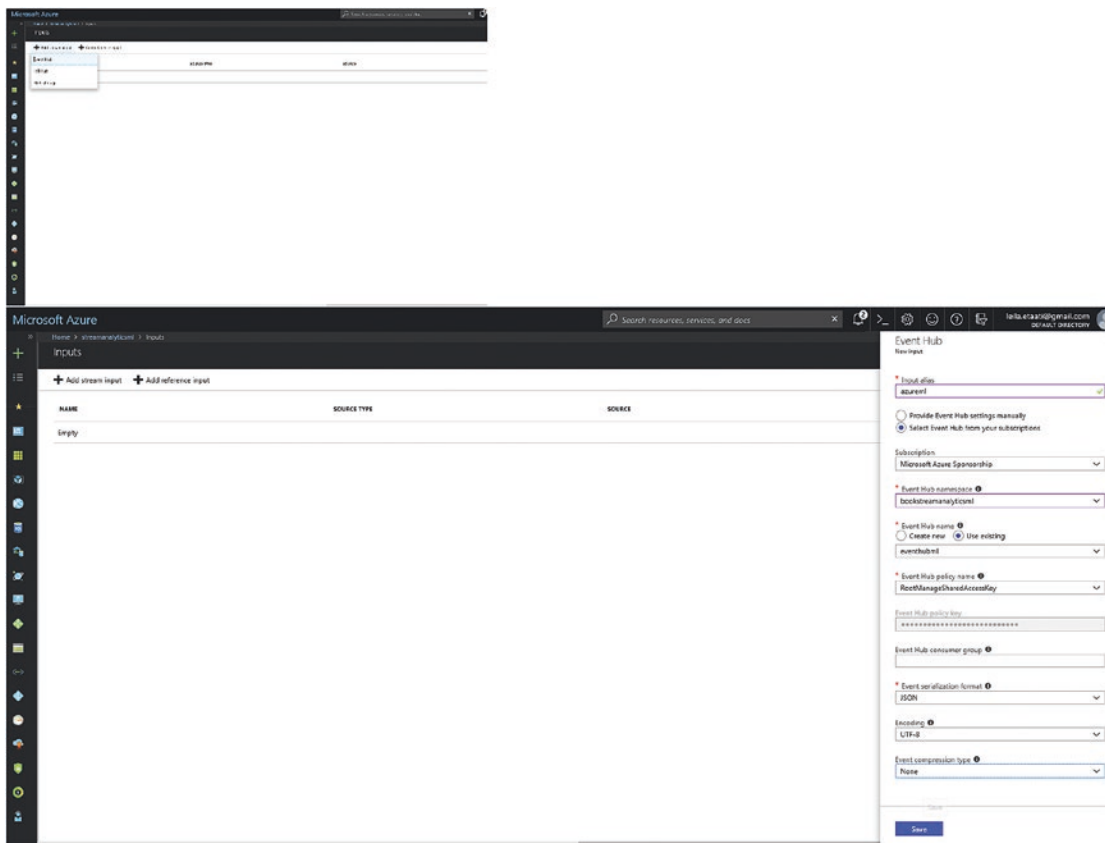 Microsoft Azure
Microsoft Azure
Search resources, services, and docs
2
leila.etaati@gmail.com
DEFAULT DIRECTORY
Home > streamanalyticsml > Inputs
Inputs
Add stream input Add reference input
NAME SOURCE TYPE SOURCE
Empty
Event Hub
New input
* Input alias
azureml
Provide Event Hub settings manually
Select Event Hub from your subscriptions
Subscription
Microsoft Azure Sponsorship
* Event Hub namespace
bookstreamanalyticsml
* Event Hub name
Create new Use existing
eventhubml
* Event Hub policy name
RootManageSharedAccessKey
Event Hub policy key
Event Hub consumer group
* Event serialization format
JSON
Encoding
UTF-8
Event compression type
None
Save
Save